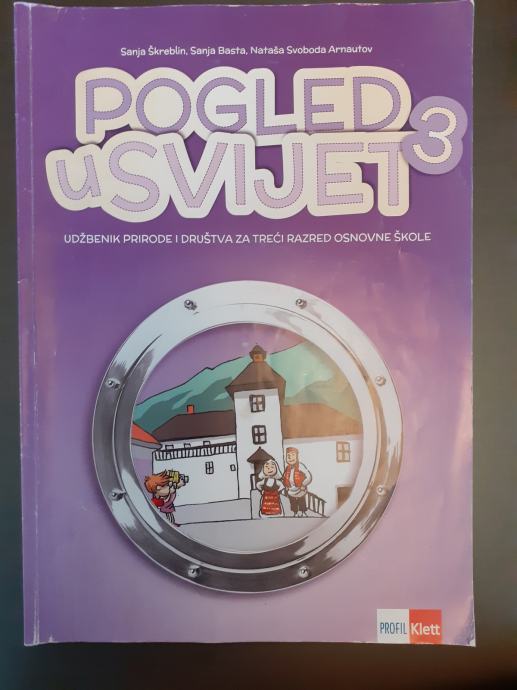 Sanja Škreblin, Sanja Basta, Nataša Svoboda Arnautov
POGLED
u SVIJET 3
UDŽBENIK PRIRODE I DRUŠTVA ZA TREĆI RAZRED OSNOVNE ŠKOLE
PROFIL Klett